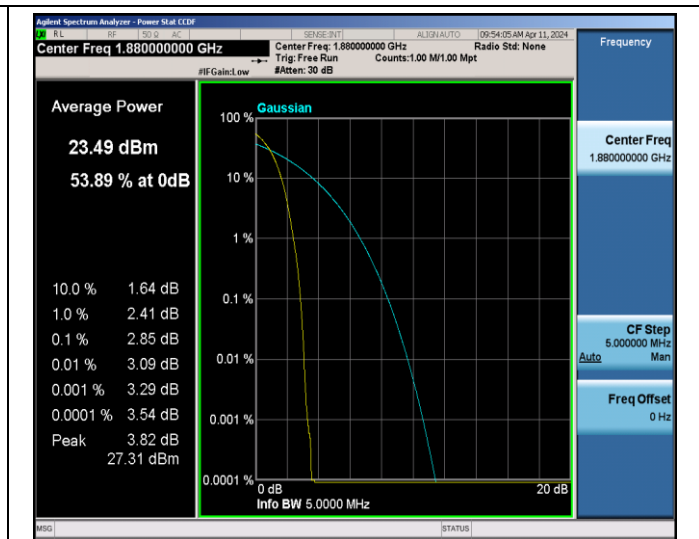 Agilent Spectrum Analyzer - Power Stat CCDF
RL RF 50 Ω AC SENSE:INT ALIGN AUTO 09:54:05 AM Apr 11, 2024
Center Freq 1.880000000 GHz
Center Freq: 1.880000000 GHz Radio Std: None
Trig: Free Run Counts:1.00 M/1.00 Mpt
#IFGain:Low #Atten: 30 dB
Frequency
Average Power
23.49 dBm
53.89 % at 0dB
10.0 % 1.64 dB
1.0 % 2.41 dB
0.1 % 2.85 dB
0.01 % 3.09 dB
0.001 % 3.29 dB
0.0001 % 3.54 dB
Peak 3.82 dB
27.31 dBm
Gaussian
100 %
10 %
1 %
0.1 %
0.01 %
0.001 %
0.0001 %
0 dB 20 dB
Info BW 5.0000 MHz
Center Freq
1.880000000 GHz
CF Step
5.000000 MHz
Auto Man
Freq Offset
0 Hz
MSG STATUS